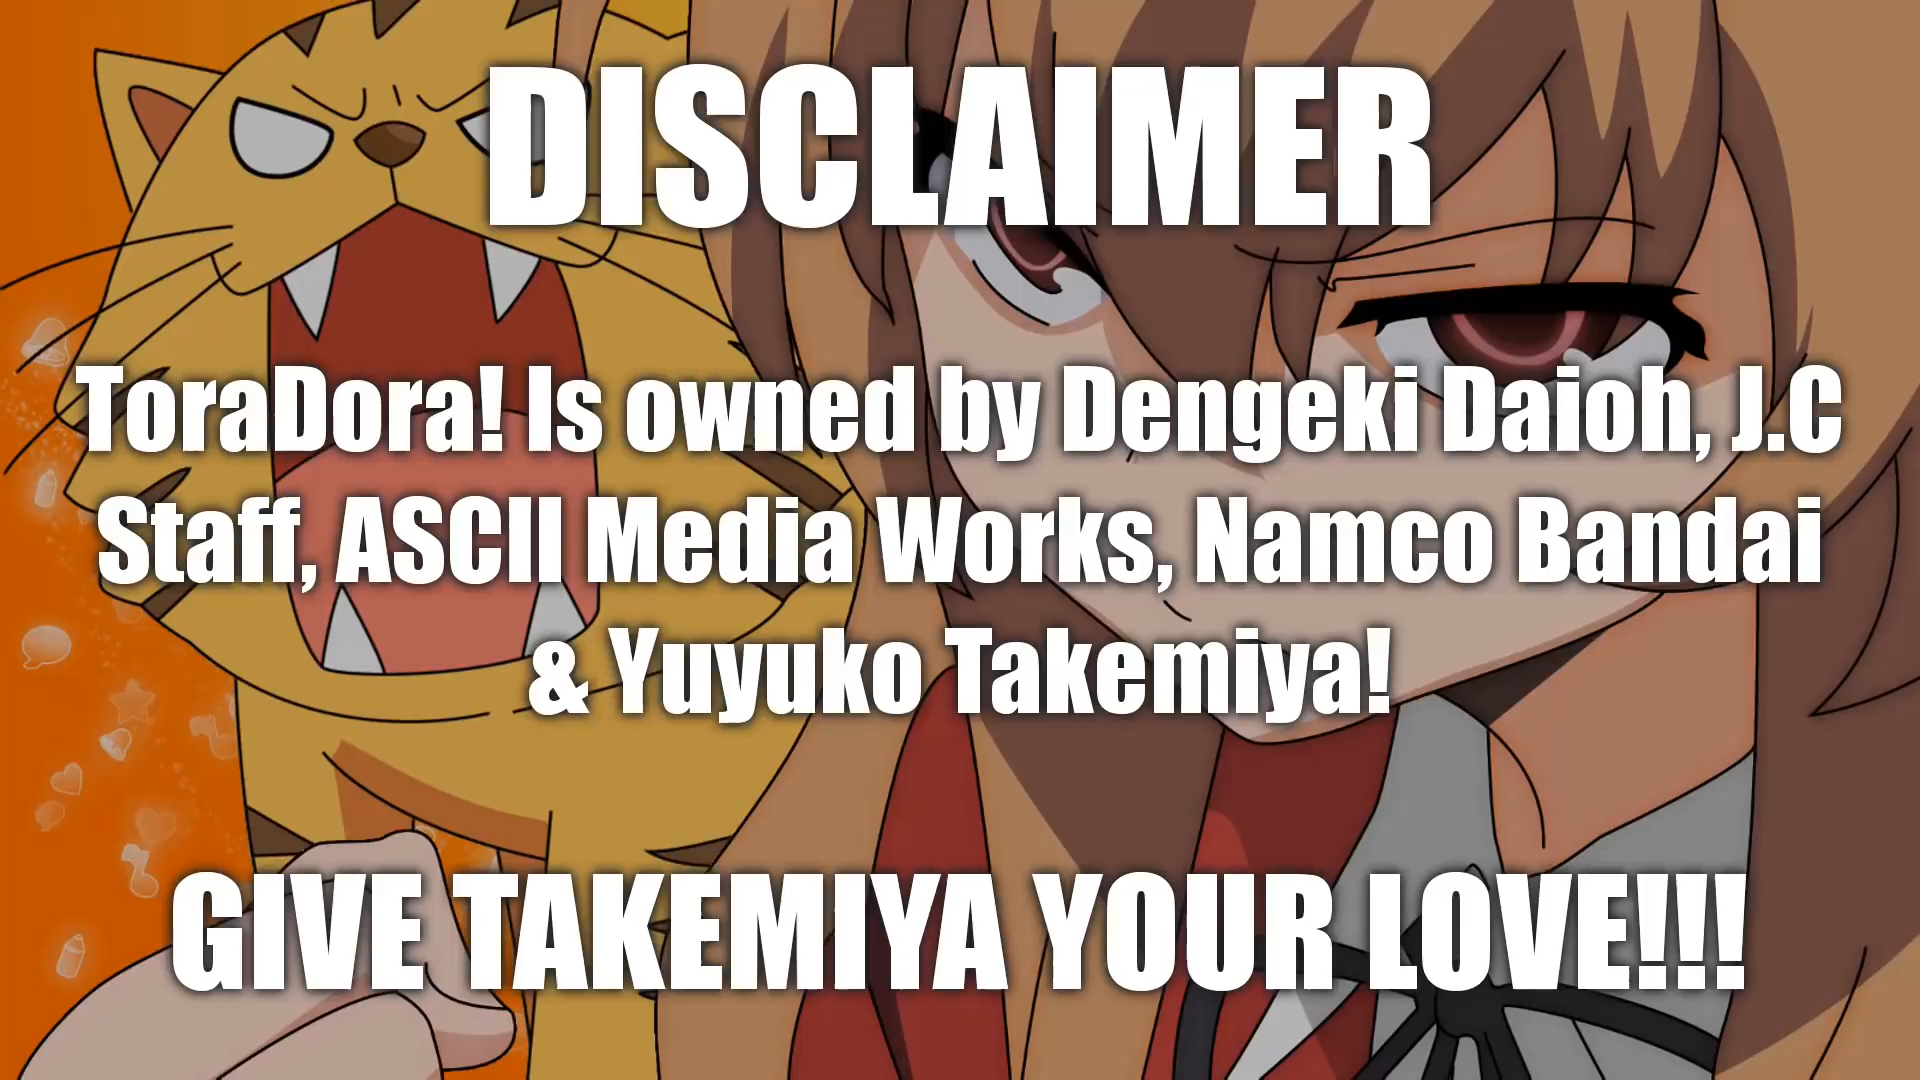 DISCLAIMER
ToraDora! Is owned by Dengeki Daioh, J.C
Staff, ASCII Media Works, Namco Bandai
& Yuyuko Takemiya!
GIVE TAKEMIYA YOUR LOVE!!!